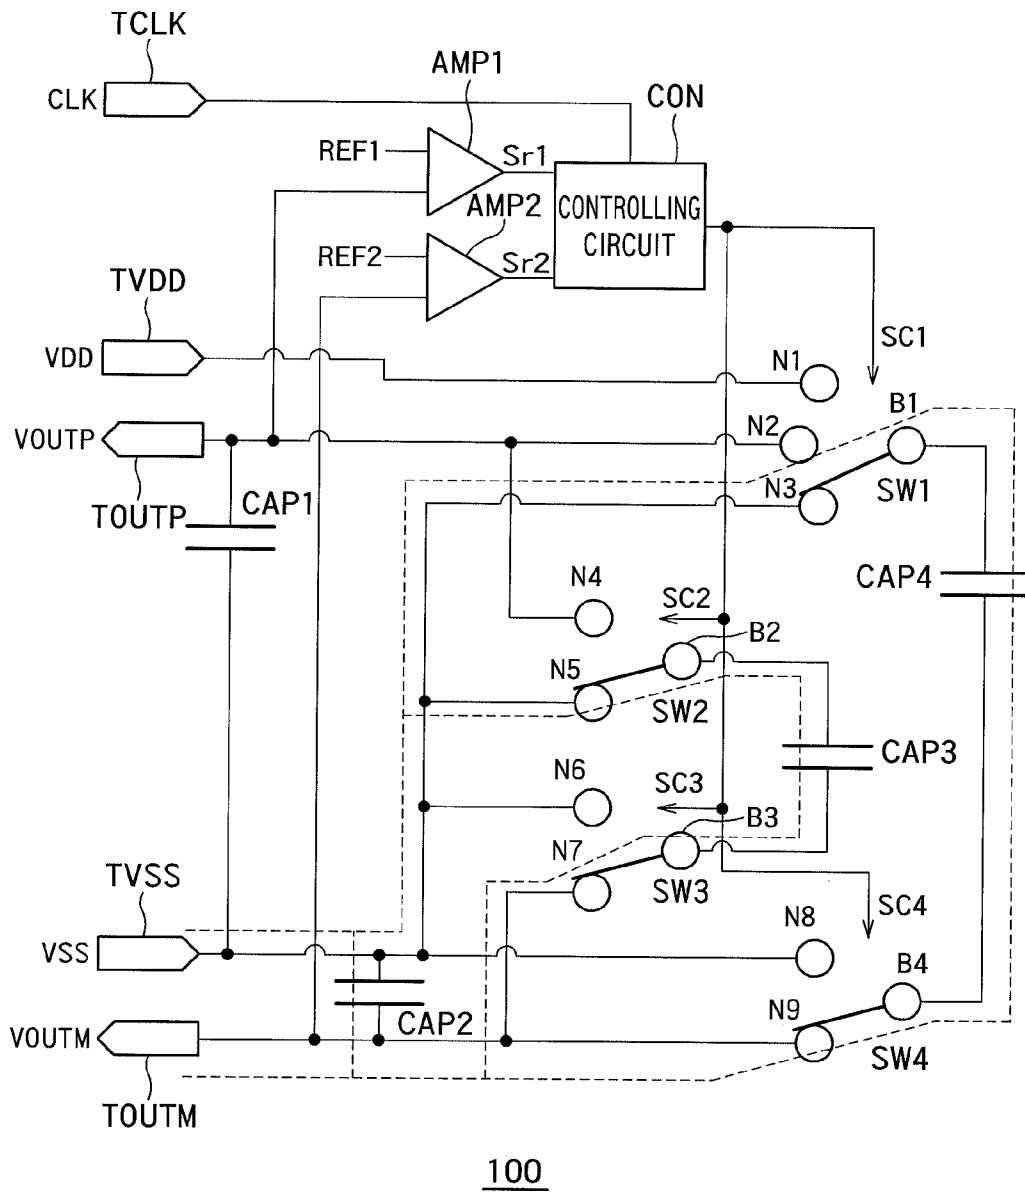 TCLK
AMP1
CLK
CON
REF1
Sr1
AMP2
CONTROLLING
CIRCUIT
REF2
Sr2
TVDD
SC1
VDD
N1
B1
VOUTP
N2
N3
SW1
TOUTP
CAP1
CAP4
N4
SC2
B2
N5
SW2
CAP3
N6
SC3
B3
N7
SW3
TVSS
SC4
N8
VSS
B4
N9
VOUTM
CAP2
SW4
TOUTM
100